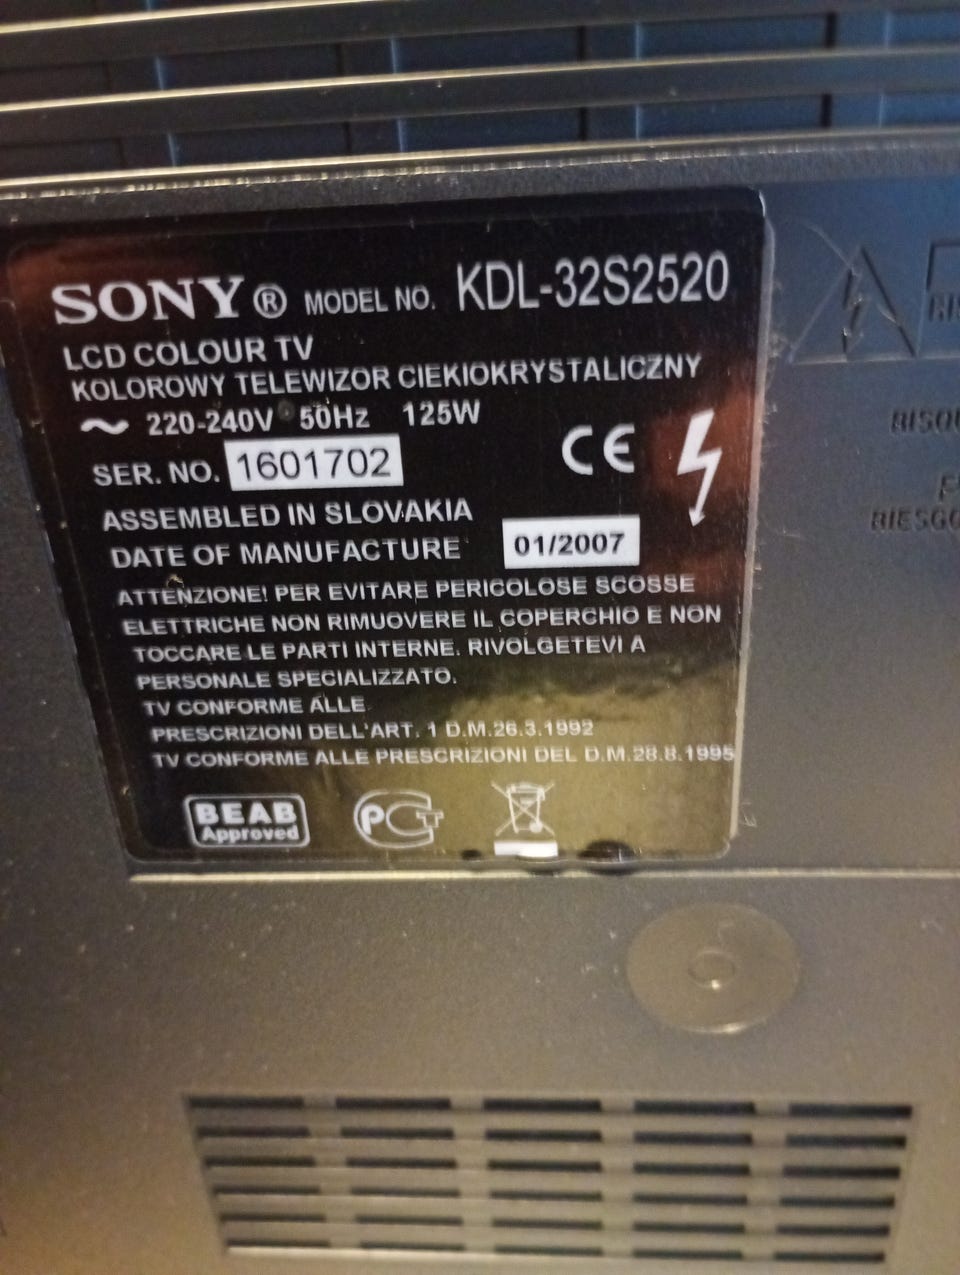 SONY® MODEL NO. KDL-32S2520
LCD COLOUR TV
KOLOROWY TELEWIZOR CIEKIOKRYSTALICZNY
~ 220-240V 50Hz 125W
SER. NO. 1601702
CE
ASSEMBLED IN SLOVAKIA
DATE OF MANUFACTURE 01/2007
ATTENZIONE! PER EVITARE PERICOLOSE SCOSSE
ELETTRICHE NON RIMUOVERE IL COPERCHIO E NON
TOCCARE LE PARTI INTERNE. RIVOLGETEVI A
PERSONALE SPECIALIZZATO.
TV CONFORME ALLE
PRESCRIZIONI DELL'ART. 1 D.M.26.3.1992
TV CONFORME ALLE PRESCRIZIONI DEL D.M.28.8.1995
BEAB
Approved
PCT